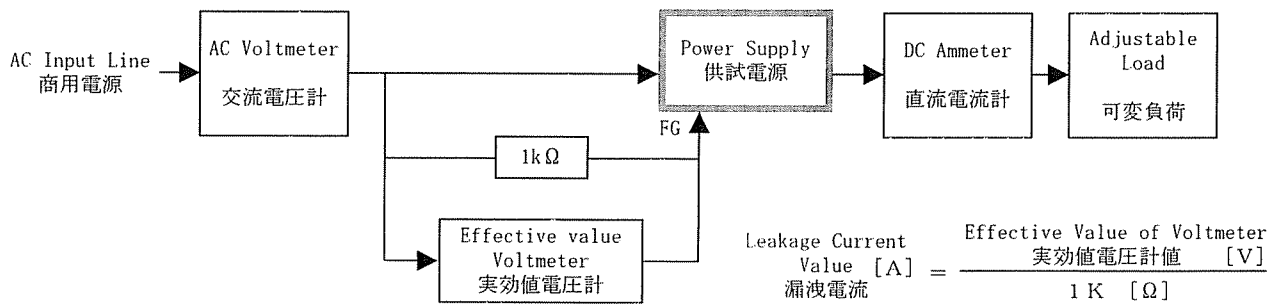 AC Input Line
商用電源
AC Voltmeter
交流電圧計
Power Supply
供試電源
DC Ammeter
直流電流計
Adjustable
Load
可変負荷
FG
1kΩ
Effective value
Voltmeter
実効値電圧計
Leakage Current
Value [A]
漏洩電流
=
Effective Value of Voltmeter
実効値電圧計値 [V]
1 K [Ω]